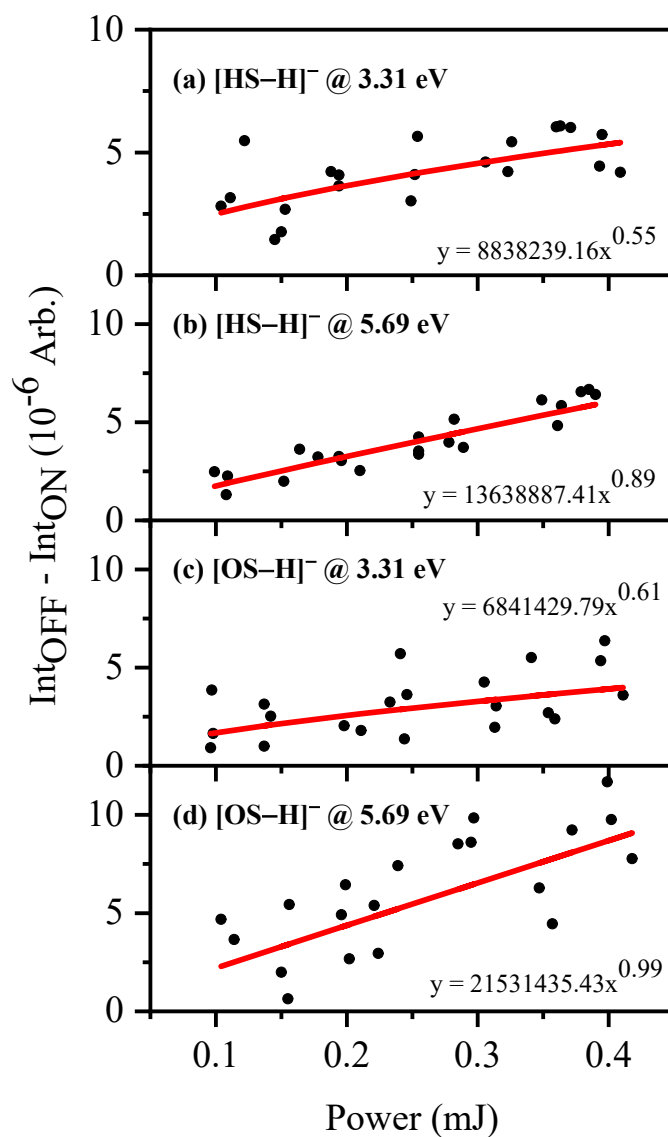 10
(a) [HS–H]⁻ @ 3.31 eV
5
y = 8838239.16x^0.55
0
10
(b) [HS–H]⁻ @ 5.69 eV
5
y = 13638887.41x^0.89
0
10
(c) [OS–H]⁻ @ 3.31 eV
y = 6841429.79x^0.61
5
0
10
(d) [OS–H]⁻ @ 5.69 eV
5
y = 21531435.43x^0.99
0
0.1 0.2 0.3 0.4
Power (mJ)
Int_OFF - Int_ON (10⁻⁶ Arb.)